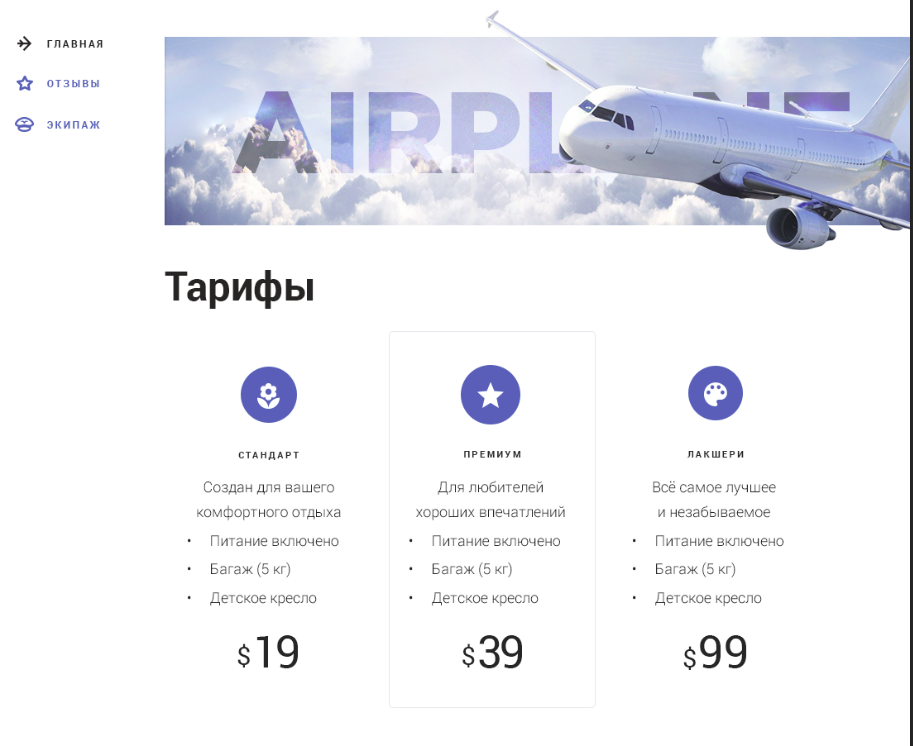 ГЛАВНАЯ
ОТЗЫВЫ
ЭКИПАЖ
AIRPLANE
Тарифы
СТАНДАРТ
Создан для вашего
комфортного отдыха
• Питание включено
• Багаж (5 кг)
• Детское кресло
$19
ПРЕМИУМ
Для любителей
хороших впечатлений
• Питание включено
• Багаж (5 кг)
• Детское кресло
$39
ЛАКШЕРИ
Всё самое лучшее
и незабываемое
• Питание включено
• Багаж (5 кг)
• Детское кресло
$99